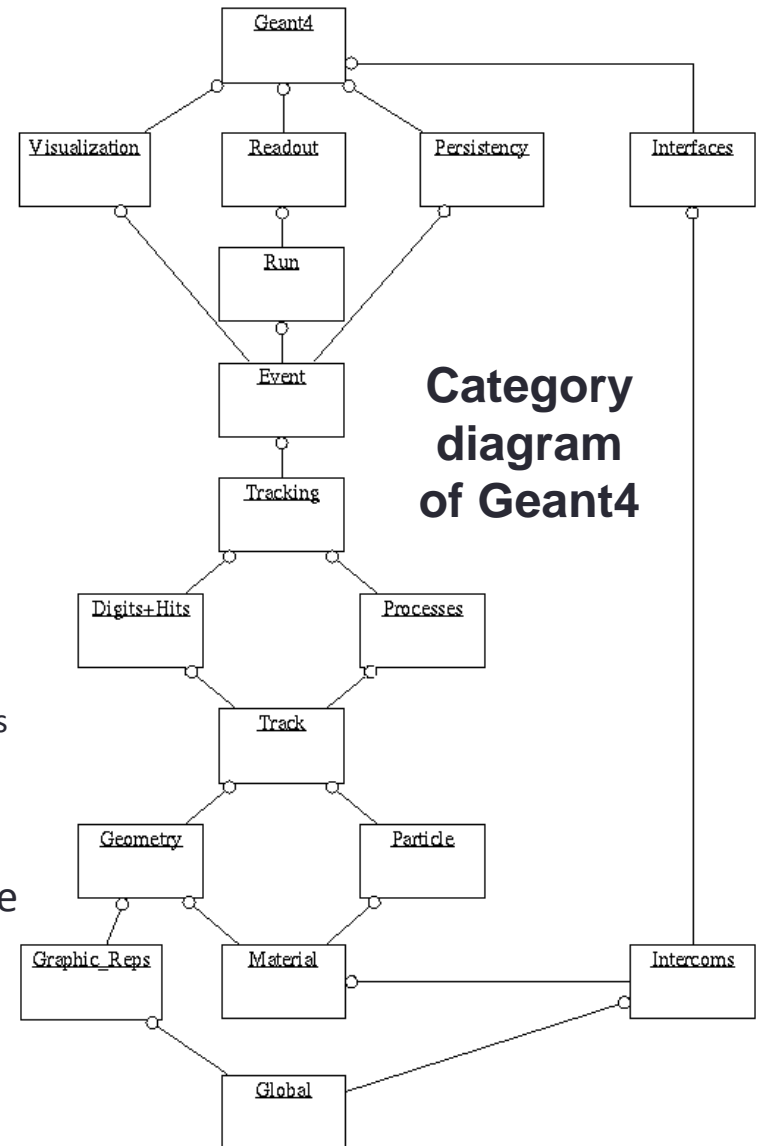 Geant4
Visualization
Readout
Persistency
Interfaces
Run
Event
Category
diagram
of Geant4
Tracking
Digits+Hits
Processes
s
Track
Geometry
Particle
e
Graphic_Reps
Material
Intercoms
Global